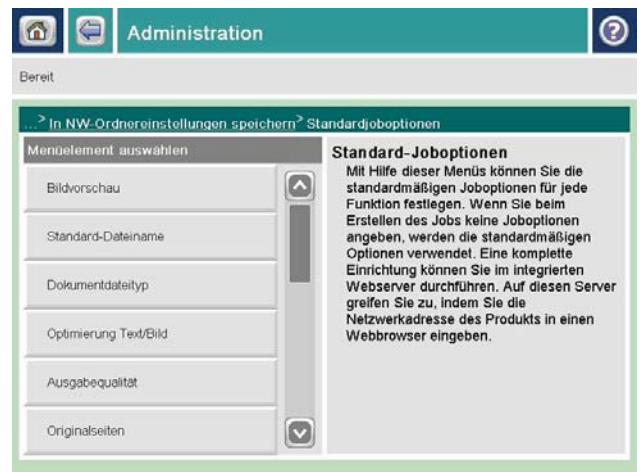 Administration
?
Bereit
...> In NW-Ordnereinstellungen speichern> Standardjoboptionen
Menüelement auswählen
Bildvorschau
Standard-Dateiname
Dokumentdateityp
Optimierung Text/Bild
Ausgabequalität
Originalseiten
Standard-Joboptionen
Mit Hilfe dieser Menüs können Sie die
standardmäßigen Joboptionen für jede
Funktion festlegen. Wenn Sie beim
Erstellen des Jobs keine Joboptionen
angeben, werden die standardmäßigen
Optionen verwendet. Eine komplette
Einrichtung können Sie im integrierten
Webserver durchführen. Auf diesen Server
greifen Sie zu, indem Sie die
Netzwerkadresse des Produkts in einen
Webbrowser eingeben.